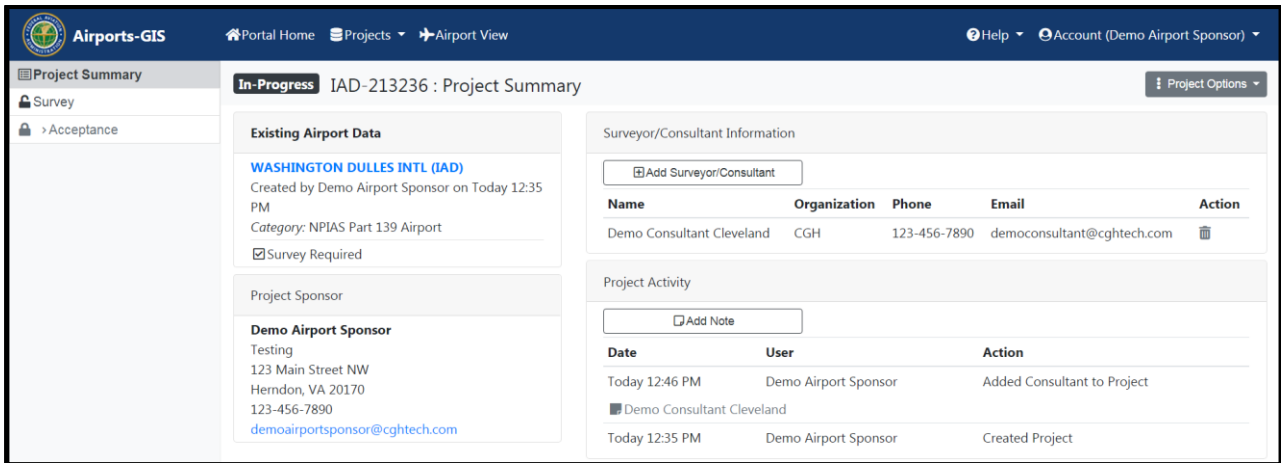 Airports-GIS
Portal Home Projects Airport View
Help Account (Demo Airport Sponsor)
Project Summary
Survey
> Acceptance
In-Progress IAD-213236 : Project Summary
Project Options
Existing Airport Data
WASHINGTON DULLES INTL (IAD)
Created by Demo Airport Sponsor on Today 12:35
PM
Category: NPIAS Part 139 Airport
Survey Required
Project Sponsor
Demo Airport Sponsor
Testing
123 Main Street NW
Herndon, VA 20170
123-456-7890
demoairportsponsor@cghtech.com
Surveyor/Consultant Information
Add Surveyor/Consultant
Name Organization Phone Email Action
Demo Consultant Cleveland CGH 123-456-7890 democonsultant@cghtech.com
Project Activity
Add Note
Date User Action
Today 12:46 PM Demo Airport Sponsor Added Consultant to Project
Demo Consultant Cleveland
Today 12:35 PM Demo Airport Sponsor Created Project